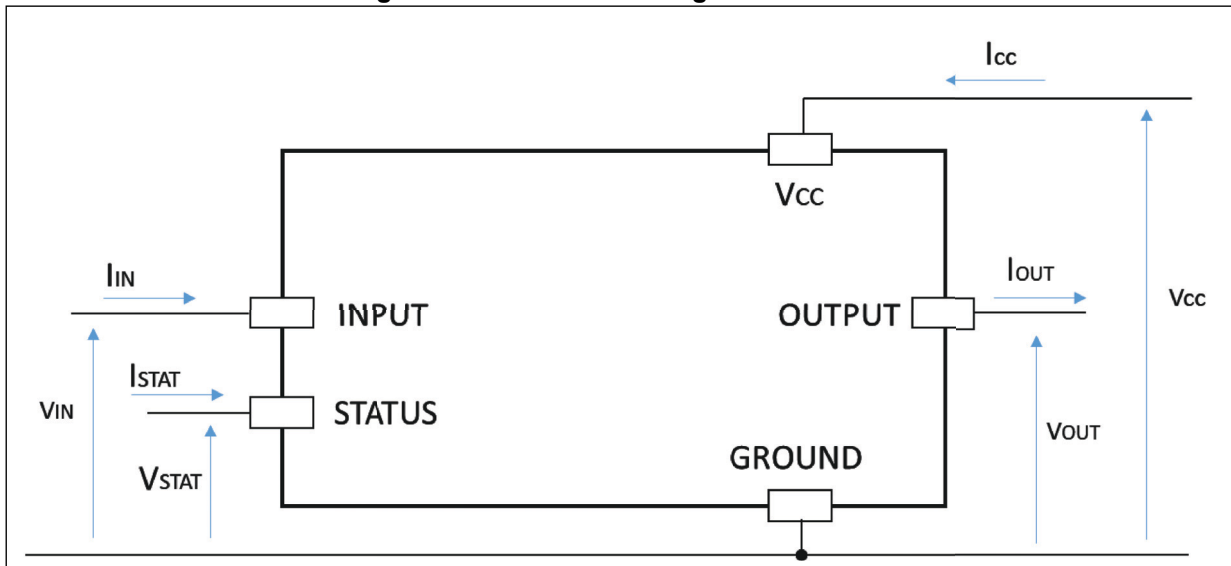 ICC
VCC
IIN
INPUT
OUTPUT
IOUT
VCC
ISTAT
VIN
STATUS
VOUT
VSTAT
GROUND